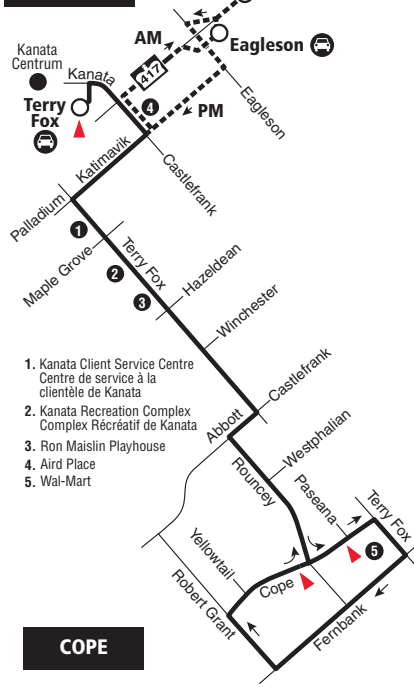 Kanata
Centrum
Kanata
Terry
Fox
AM
417
Eagleson
4
PM
Eagleson
Katimavik
Castlefrank
Palladium
1
Maple Grove
2
Terry Fox
3
Hazeldean
Winchester
1. Kanata Client Service Centre
Centre de service à la
clientèle de Kanata
2. Kanata Recreation Complex
Complex Récréatif de Kanata
3. Ron Maislin Playhouse
4. Aird Place
5. Wal-Mart
Castlefrank
Abbott
Westphalian
Rouncey
Paseana
Terry Fox
5
Yellowtail
Cope
Robert Grant
Fernbank
COPE